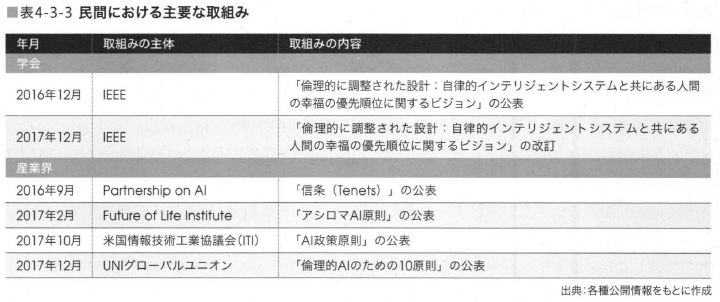 ■表4-3-3 民間における主要な取組み
年月 取組みの主体 取組みの内容
学会
2016年12月 IEEE 「倫理的に調整された設計：自律的インテリジェントシステムと共にある人間
の幸福の優先順位に関するビジョン」の公表
2017年12月 IEEE 「倫理的に調整された設計：自律的インテリジェントシステムと共にある
人間の幸福の優先順位に関するビジョン」の改訂
産業界
2016年9月 Partnership on AI 「信条（Tenets）」の公表
2017年2月 Future of Life Institute 「アシロマAI原則」の公表
2017年10月 米国情報技術工業協議会（ITI） 「AI政策原則」の公表
2017年12月 UNIグローバルユニオン 「倫理的AIのための10原則」の公表
出典：各種公開情報をもとに作成